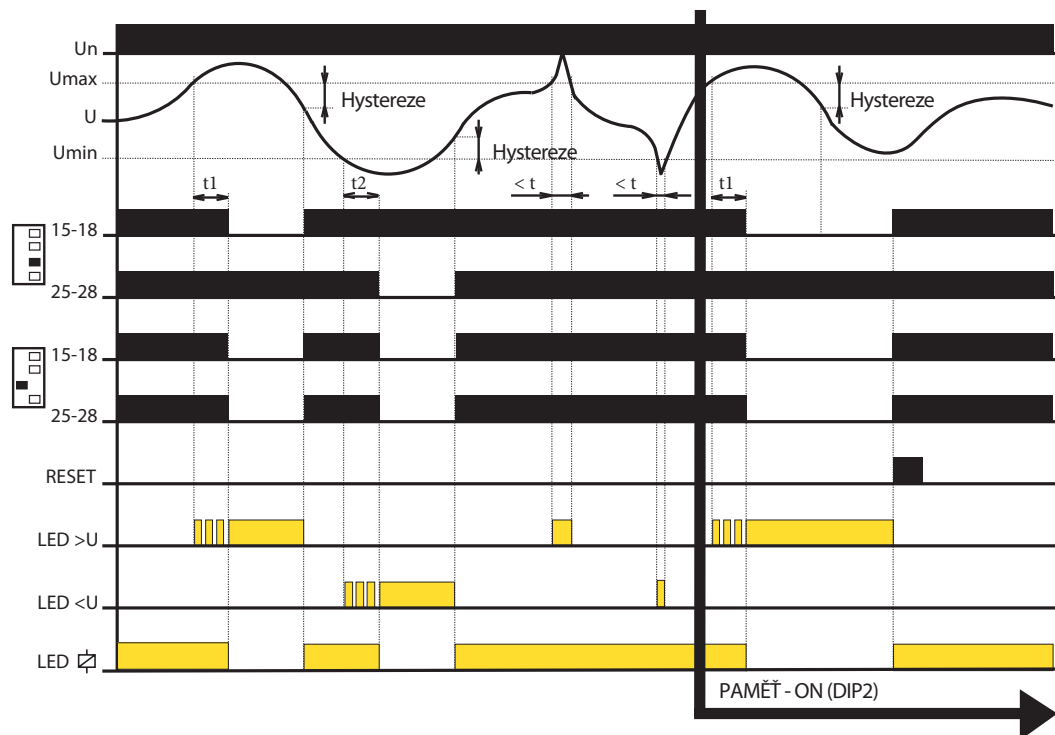 Un
Umax
Hystereze
Hystereze
U
Umin
Hystereze
t1
t2
< t
< t
t1
15-18
25-28
15-18
25-28
RESET
LED >U
LED <U
LED
PAMĚŤ - ON (DIP2)